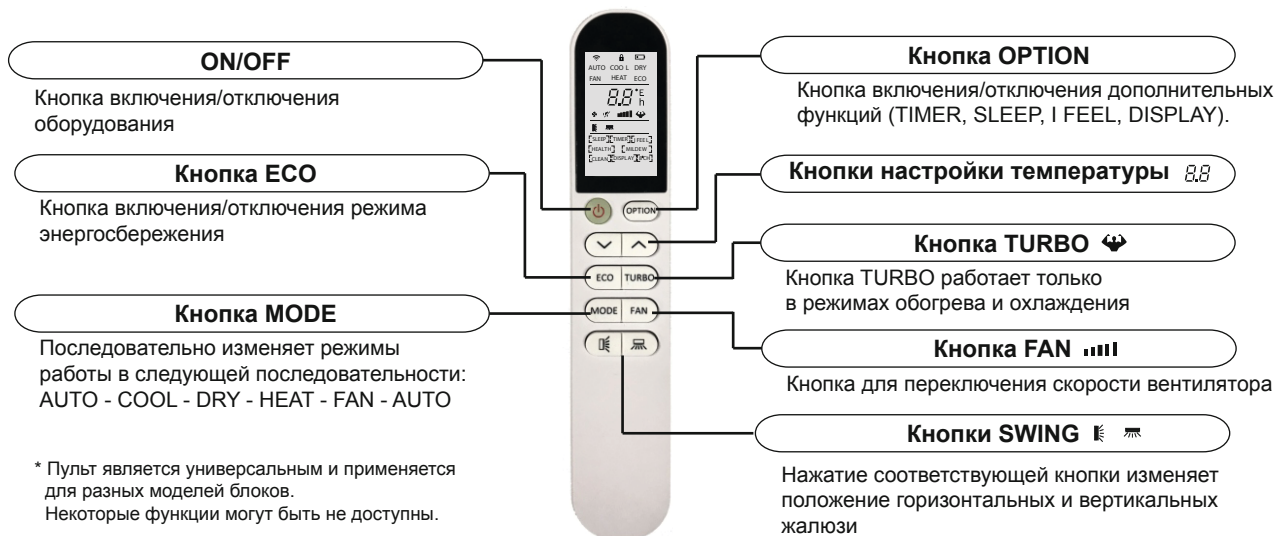 ON/OFF
Кнопка включения/отключения
оборудования
Кнопка ECO
Кнопка включения/отключения режима
энергосбережения
Кнопка MODE
Последовательно изменяет режимы
работы в следующей последовательности:
AUTO - COOL - DRY - HEAT - FAN - AUTO
* Пульт является универсальным и применяется
для разных моделей блоков.
Некоторые функции могут быть не доступны.
AUTO COOL DRY
FAN HEAT ECO
8.8 °F h
SLEEP TIMER I FEEL
HEALTH MILDEW
CLEAN DISPLAY 8°CH
OPTION
ECO TURBO
MODE FAN
Кнопка OPTION
Кнопка включения/отключения дополнительных
функций (TIMER, SLEEP, I FEEL, DISPLAY).
Кнопки настройки температуры 8.8
Кнопка TURBO
Кнопка TURBO работает только
в режимах обогрева и охлаждения
Кнопка FAN
Кнопка для переключения скорости вентилятора
Кнопки SWING
Нажатие соответствующей кнопки изменяет
положение горизонтальных и вертикальных
жалюзи